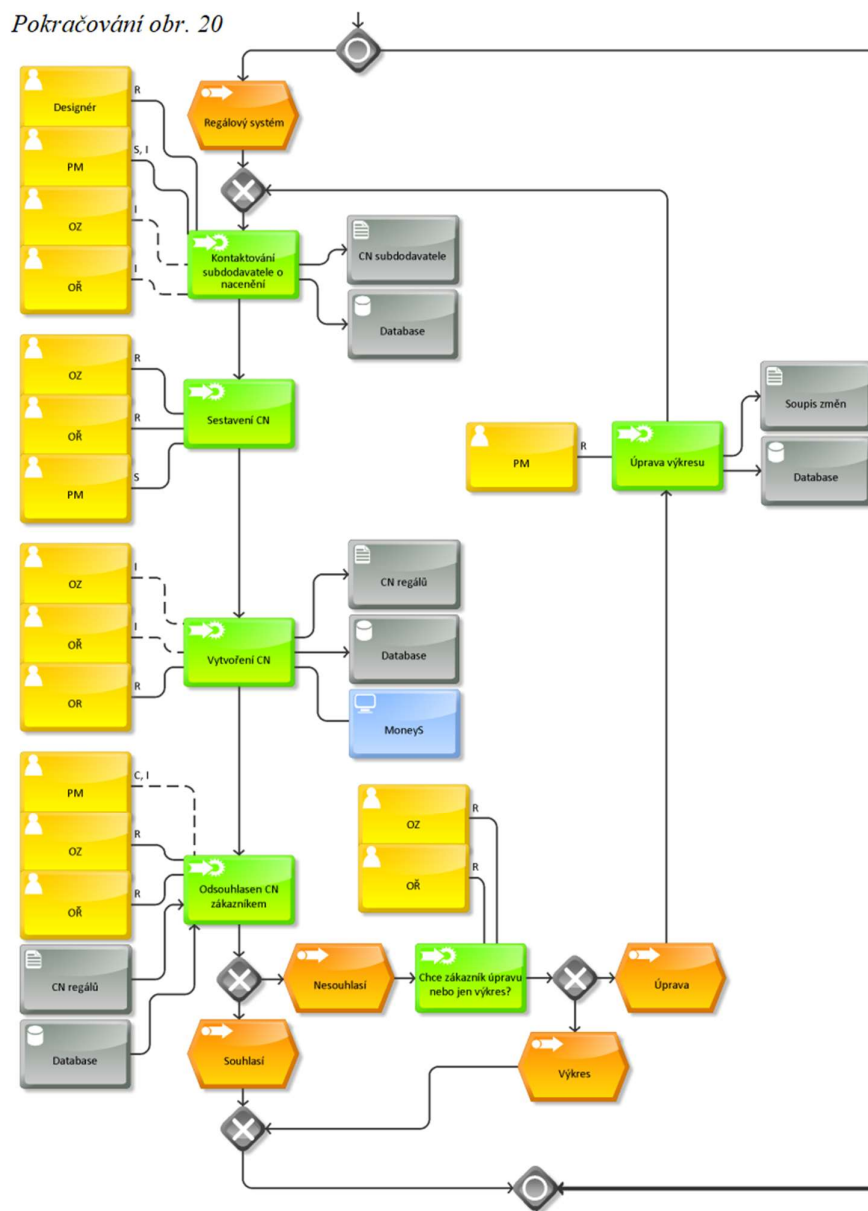 Pokračování obr. 20
Regálový systém
Designér
R
PM
S, I
OZ
I
OŘ
I
Kontaktování
subdodavatele o
nacenění
CN subdodavatele
Database
OZ
R
OŘ
R
PM
S
Sestavení CN
PM
R
Úprava výkresu
Soupis změn
Database
OZ
I
OŘ
I
OR
R
Vytvoření CN
CN regálů
Database
MoneyS
PM
C, I
OZ
R
OŘ
R
CN regálů
Database
Odsouhlasen CN
zákazníkem
OZ
R
OŘ
R
Nesouhlasí
Chce zákazník úpravu
nebo jen výkres?
Úprava
Souhlasí
Výkres